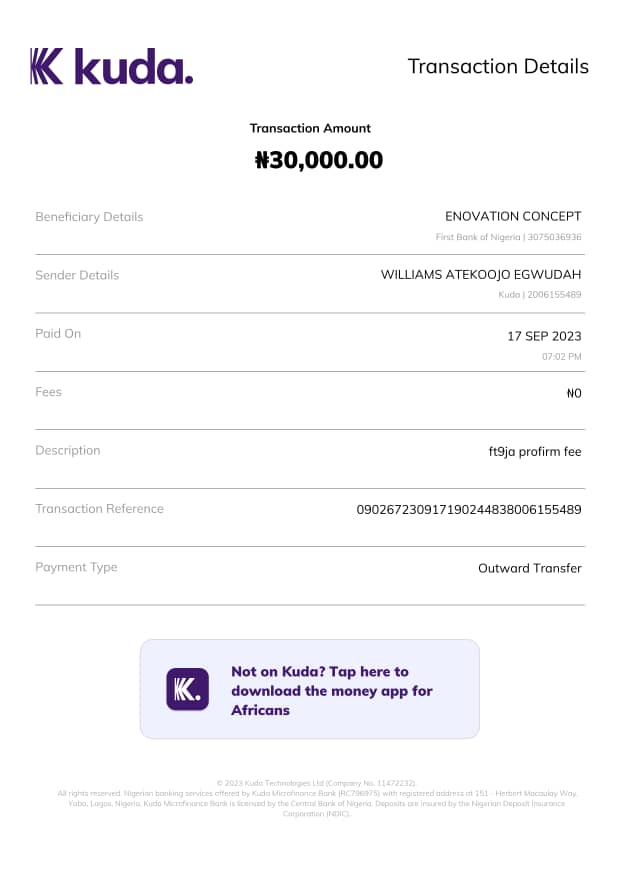 kuda.
Transaction Details
Transaction Amount
₦30,000.00
Beneficiary Details
ENOVATION CONCEPT
First Bank of Nigeria | 3075036936
Sender Details
WILLIAMS ATEKOOJO EGWUDAH
Kuda | 2006155489
Paid On
17 SEP 2023
07:02 PM
Fees
₦0
Description
ft9ja profirm fee
Transaction Reference
090267230917190244838006155489
Payment Type
Outward Transfer
K.
Not on Kuda? Tap here to
download the money app for
Africans
© 2023 Kuda Technologies Ltd (Company No. 11472232).
All rights reserved. Nigerian banking services offered by Kuda Microfinance Bank (RC796975) with registered address at 151 - Herbert Macaulay Way,
Yaba, Lagos, Nigeria. Kuda Microfinance Bank is licensed by the Central Bank of Nigeria. Deposits are insured by the Nigerian Deposit Insurance
Corporation (NDIC).